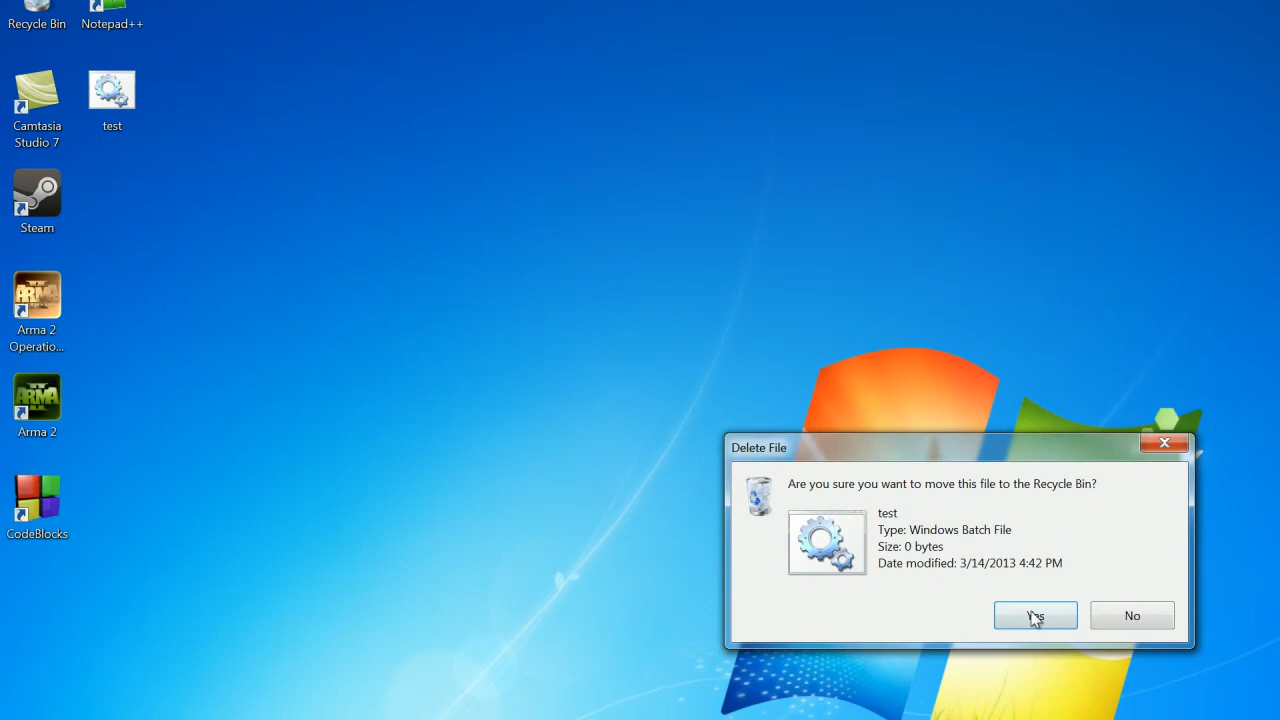 Recycle Bin
Notepad++
Camtasia
Studio 7
test
Steam
Arma 2
Operatio...
Arma 2
CodeBlocks
Delete File
Are you sure you want to move this file to the Recycle Bin?
test
Type: Windows Batch File
Size: 0 bytes
Date modified: 3/14/2013 4:42 PM
Yes
No